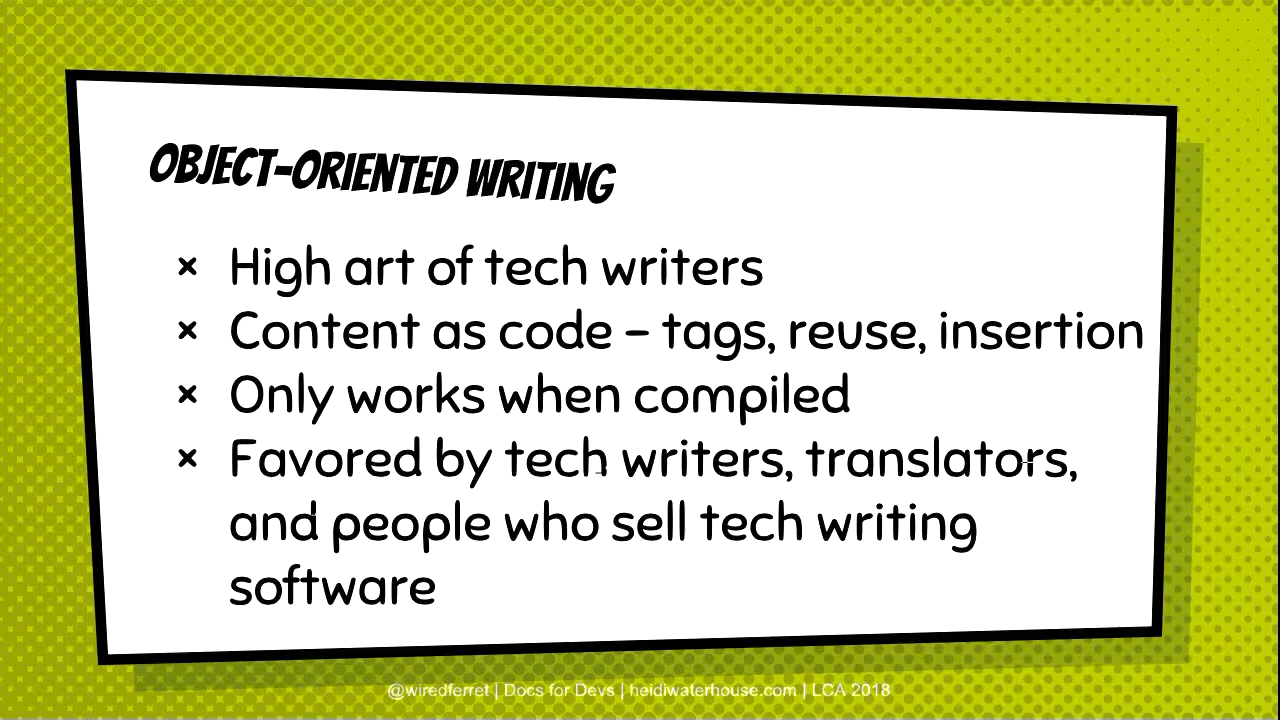 OBJECT-ORIENTED WRITING
× High art of tech writers
× Content as code – tags, reuse, insertion
× Only works when compiled
× Favored by tech writers, translators,
and people who sell tech writing
software
@wiredferret | Docs for Devs | heidiwaterhouse.com | LCA 2018